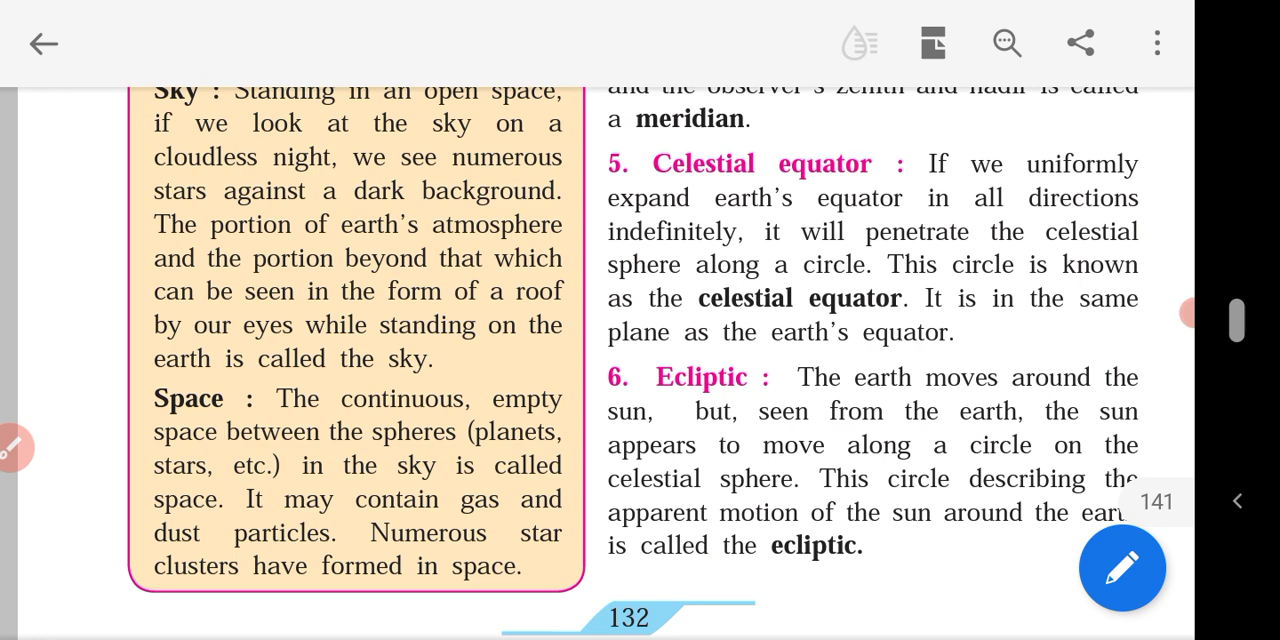 Sky : Standing in an open space,
if we look at the sky on a
cloudless night, we see numerous
stars against a dark background.
The portion of earth's atmosphere
and the portion beyond that which
can be seen in the form of a roof
by our eyes while standing on the
earth is called the sky.
Space : The continuous, empty
space between the spheres (planets,
stars, etc.) in the sky is called
space. It may contain gas and
dust particles. Numerous star
clusters have formed in space.
and the observer's zenith and nadir is called
a meridian.
5. Celestial equator : If we uniformly
expand earth's equator in all directions
indefinitely, it will penetrate the celestial
sphere along a circle. This circle is known
as the celestial equator. It is in the same
plane as the earth's equator.
6. Ecliptic : The earth moves around the
sun, but, seen from the earth, the sun
appears to move along a circle on the
celestial sphere. This circle describing the
apparent motion of the sun around the earth
is called the ecliptic.
141
132